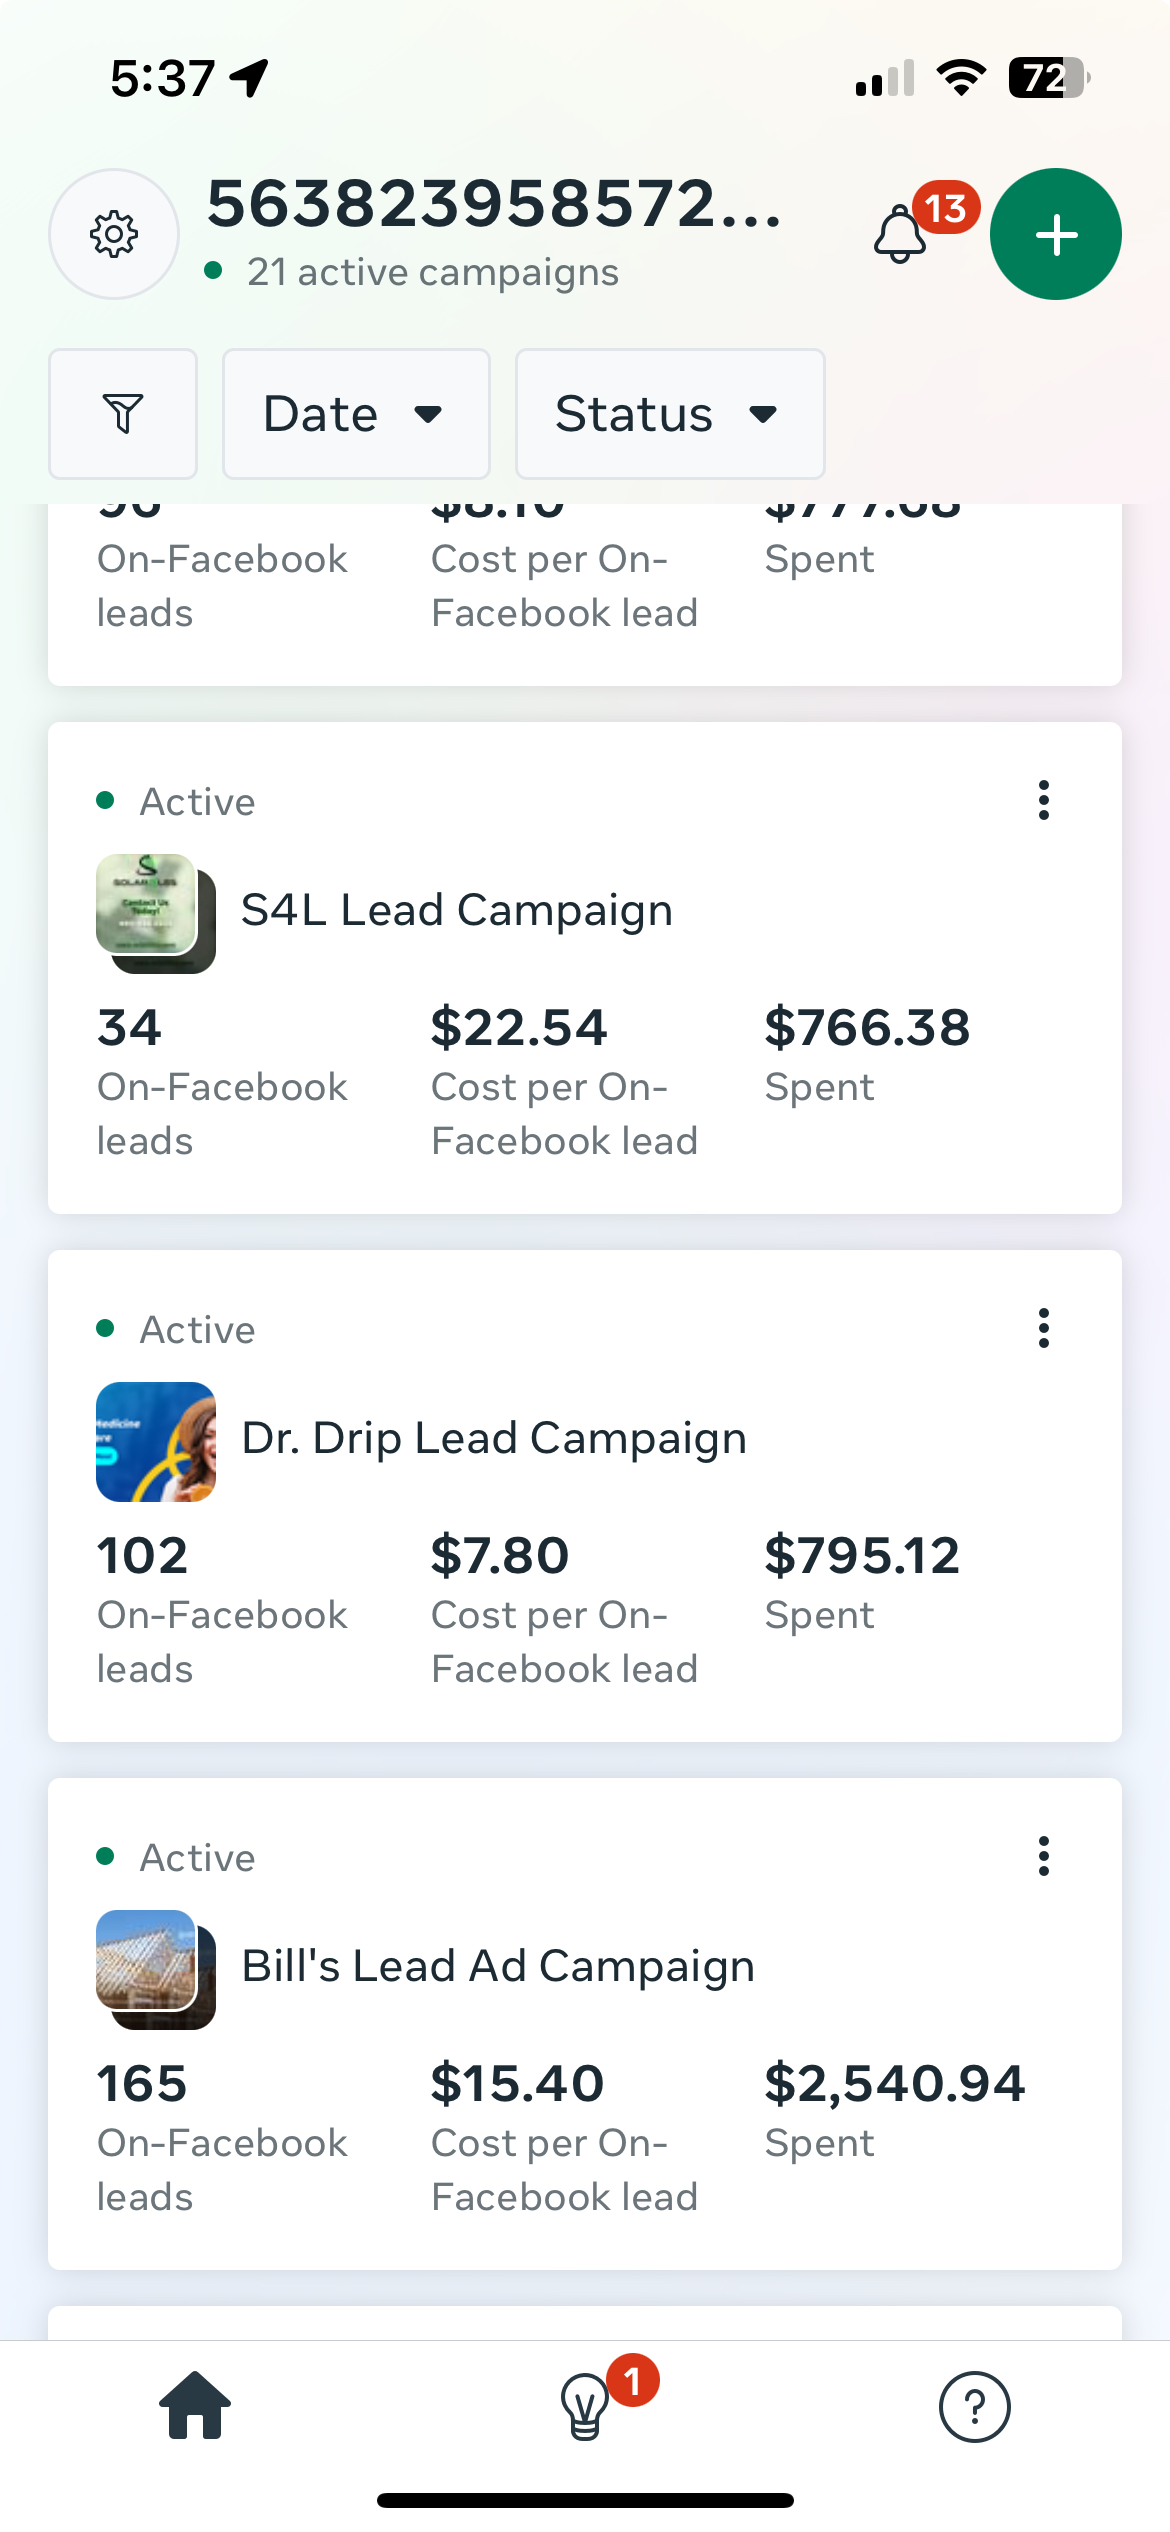 5:37
72
563823958572...
21 active campaigns
13
Date
Status
On-Facebook leads
Cost per On-Facebook lead
Spent
Active
S4L Lead Campaign
34
$22.54
$766.38
On-Facebook leads
Cost per On-Facebook lead
Spent
Active
Dr. Drip Lead Campaign
102
$7.80
$795.12
On-Facebook leads
Cost per On-Facebook lead
Spent
Active
Bill's Lead Ad Campaign
165
$15.40
$2,540.94
On-Facebook leads
Cost per On-Facebook lead
Spent
1